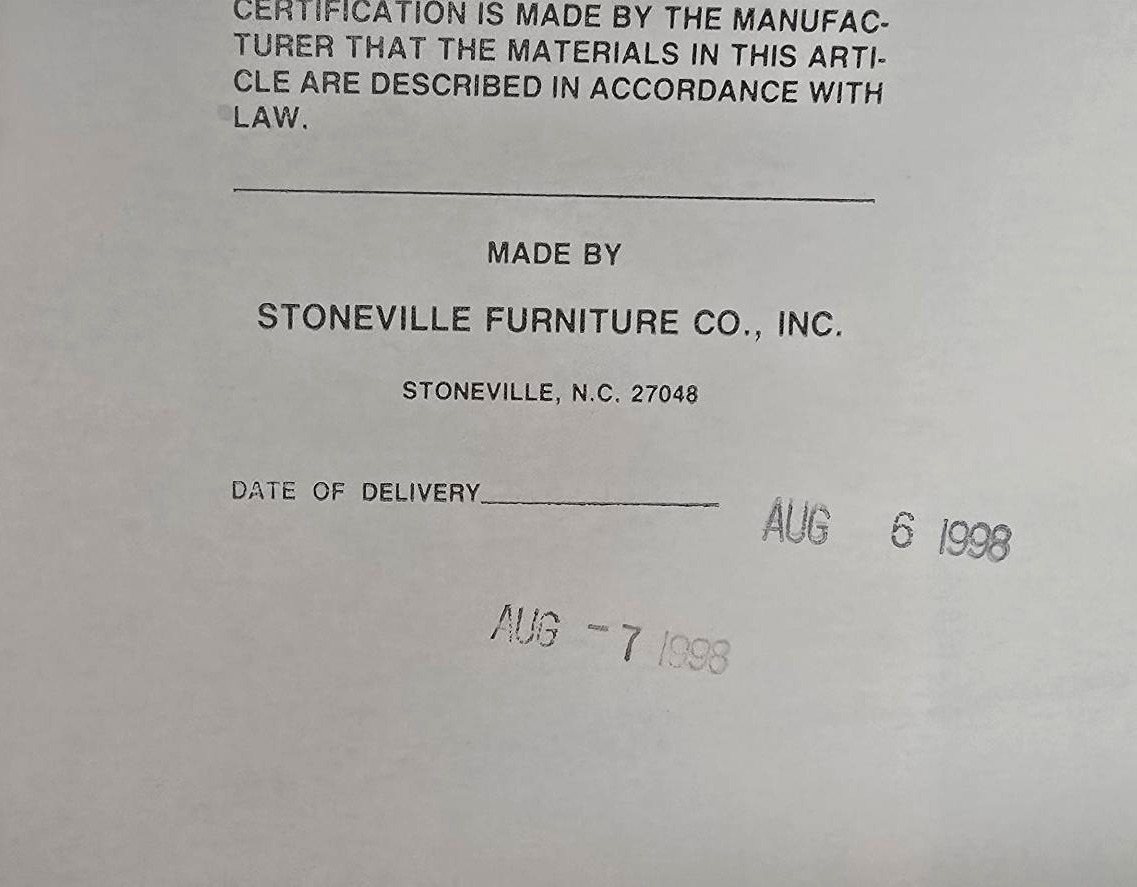 CERTIFICATION IS MADE BY THE MANUFAC-
TURER THAT THE MATERIALS IN THIS ARTI-
CLE ARE DESCRIBED IN ACCORDANCE WITH
LAW.
MADE BY
STONEVILLE FURNITURE CO., INC.
STONEVILLE, N.C. 27048
DATE OF DELIVERY
AUG 6 1998
AUG -7 1998